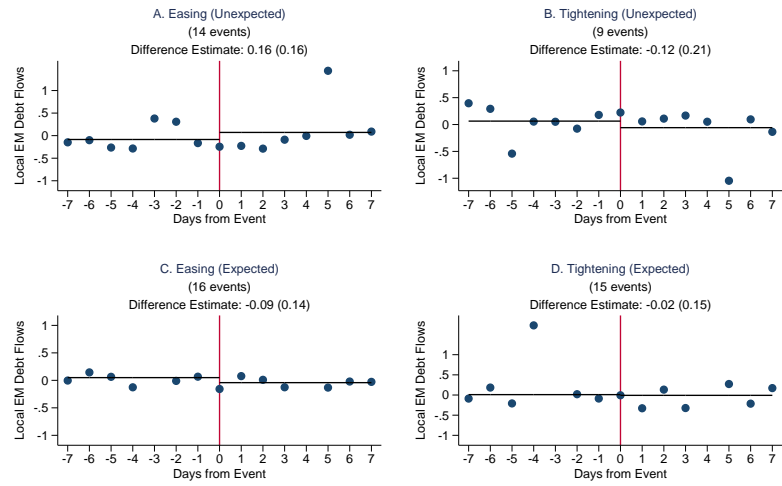 A. Easing (Unexpected)
(14 events)
Difference Estimate: 0.16 (0.16)
Local EM Debt Flows
1
.5
0
-.5
-1
-7 -6 -5 -4 -3 -2 -1 0 1 2 3 4 5 6 7
Days from Event
B. Tightening (Unexpected)
(9 events)
Difference Estimate: -0.12 (0.21)
Local EM Debt Flows
1
.5
0
-.5
-1
-7 -6 -5 -4 -3 -2 -1 0 1 2 3 4 5 6 7
Days from Event
C. Easing (Expected)
(16 events)
Difference Estimate: -0.09 (0.14)
Local EM Debt Flows
1
.5
0
-.5
-1
-7 -6 -5 -4 -3 -2 -1 0 1 2 3 4 5 6 7
Days from Event
D. Tightening (Expected)
(15 events)
Difference Estimate: -0.02 (0.15)
Local EM Debt Flows
1
.5
0
-.5
-1
-7 -6 -5 -4 -3 -2 -1 0 1 2 3 4 5 6 7
Days from Event